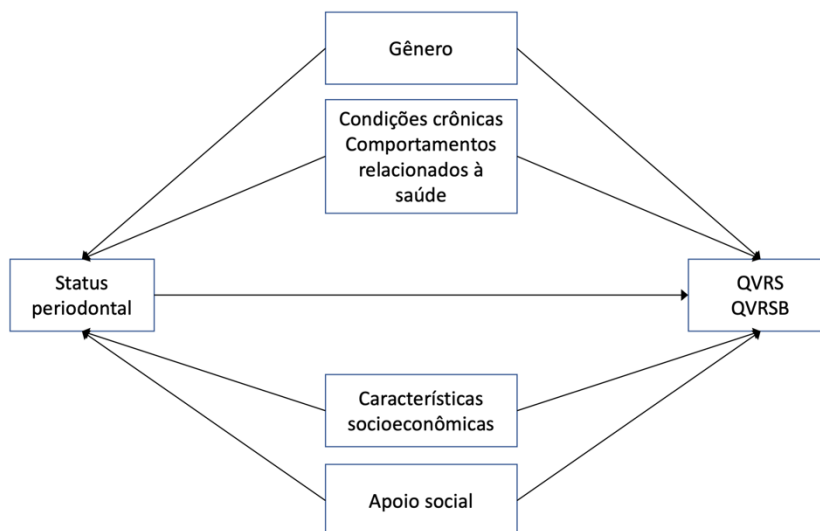 Gênero
Condições crônicas
Comportamentos
relacionados à
saúde
Status
periodontal
QVRS
QVRSB
Características
socioeconômicas
Apoio social